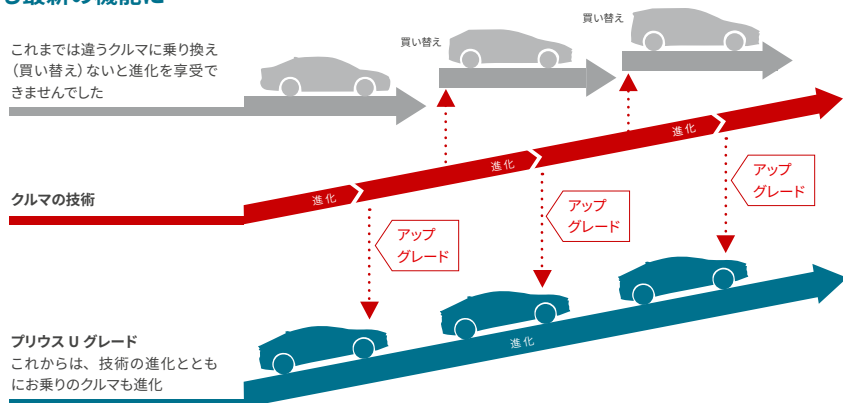 これまでは違うクルマに乗り換え
（買い替え）ないと進化を享受で
きませんでした
買い替え
買い替え
クルマの技術
進化
進化
進化
アップ
グレード
アップ
グレード
アップ
グレード
プリウス U グレード
これからは、技術の進化ととも
にお乗りのクルマも進化
進化